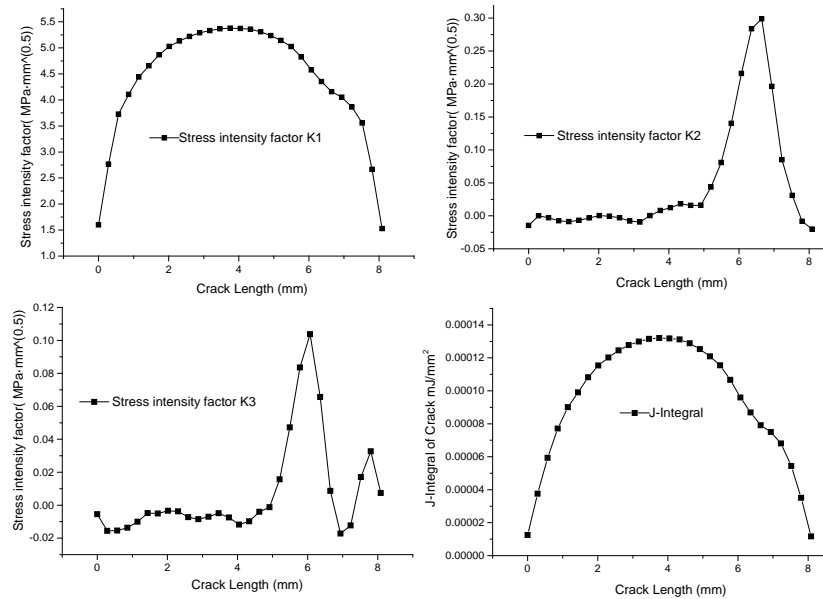 Stress intensity factor( MPa·mm^(0.5))
5.5
5.0
4.5
4.0
3.5
3.0
2.5
2.0
1.5
1.0
Stress intensity factor K1
0 2 4 6 8
Crack Length (mm)
Stress intensity factor( MPa·mm^(0.5))
0.30
0.25
0.20
0.15
0.10
0.05
0.00
-0.05
Stress intensity factor K2
0 2 4 6 8
Crack Length (mm)
Stress intensity factor( MPa·mm^(0.5))
0.12
0.10
0.08
0.06
0.04
0.02
0.00
-0.02
Stress intensity factor K3
0 2 4 6 8
Crack Length (mm)
J-Integral of Crack mJ/mm²
0.00014
0.00012
0.00010
0.00008
0.00006
0.00004
0.00002
0.00000
J-Integral
0 2 4 6 8
Crack Length (mm)